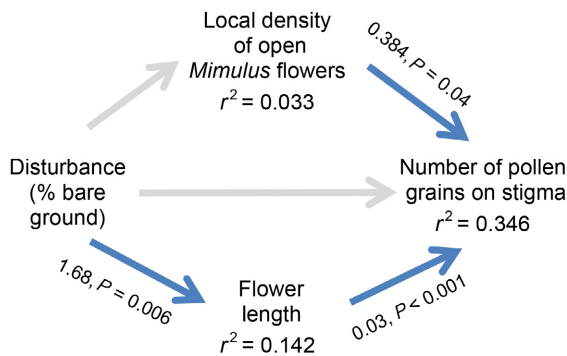 Local density
of open
Mimulus flowers
r² = 0.033
0.384, P = 0.04
Disturbance
(% bare
ground)
Number of pollen
grains on stigma
r² = 0.346
1.68, P = 0.006
Flower
length
r² = 0.142
0.03, P < 0.001